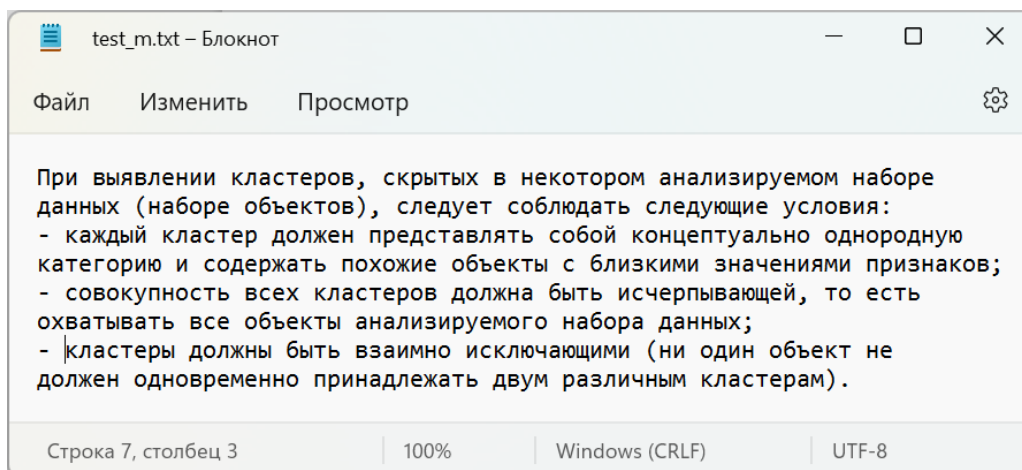 test_m.txt – Блокнот
Файл Изменить Просмотр
При выявлении кластеров, скрытых в некотором анализируемом наборе
данных (наборе объектов), следует соблюдать следующие условия:
- каждый кластер должен представлять собой концептуально однородную
категорию и содержать похожие объекты с близкими значениями признаков;
- совокупность всех кластеров должна быть исчерпывающей, то есть
охватывать все объекты анализируемого набора данных;
- кластеры должны быть взаимно исключающими (ни один объект не
должен одновременно принадлежать двум различным кластерам).
Строка 7, столбец 3 100% Windows (CRLF) UTF-8